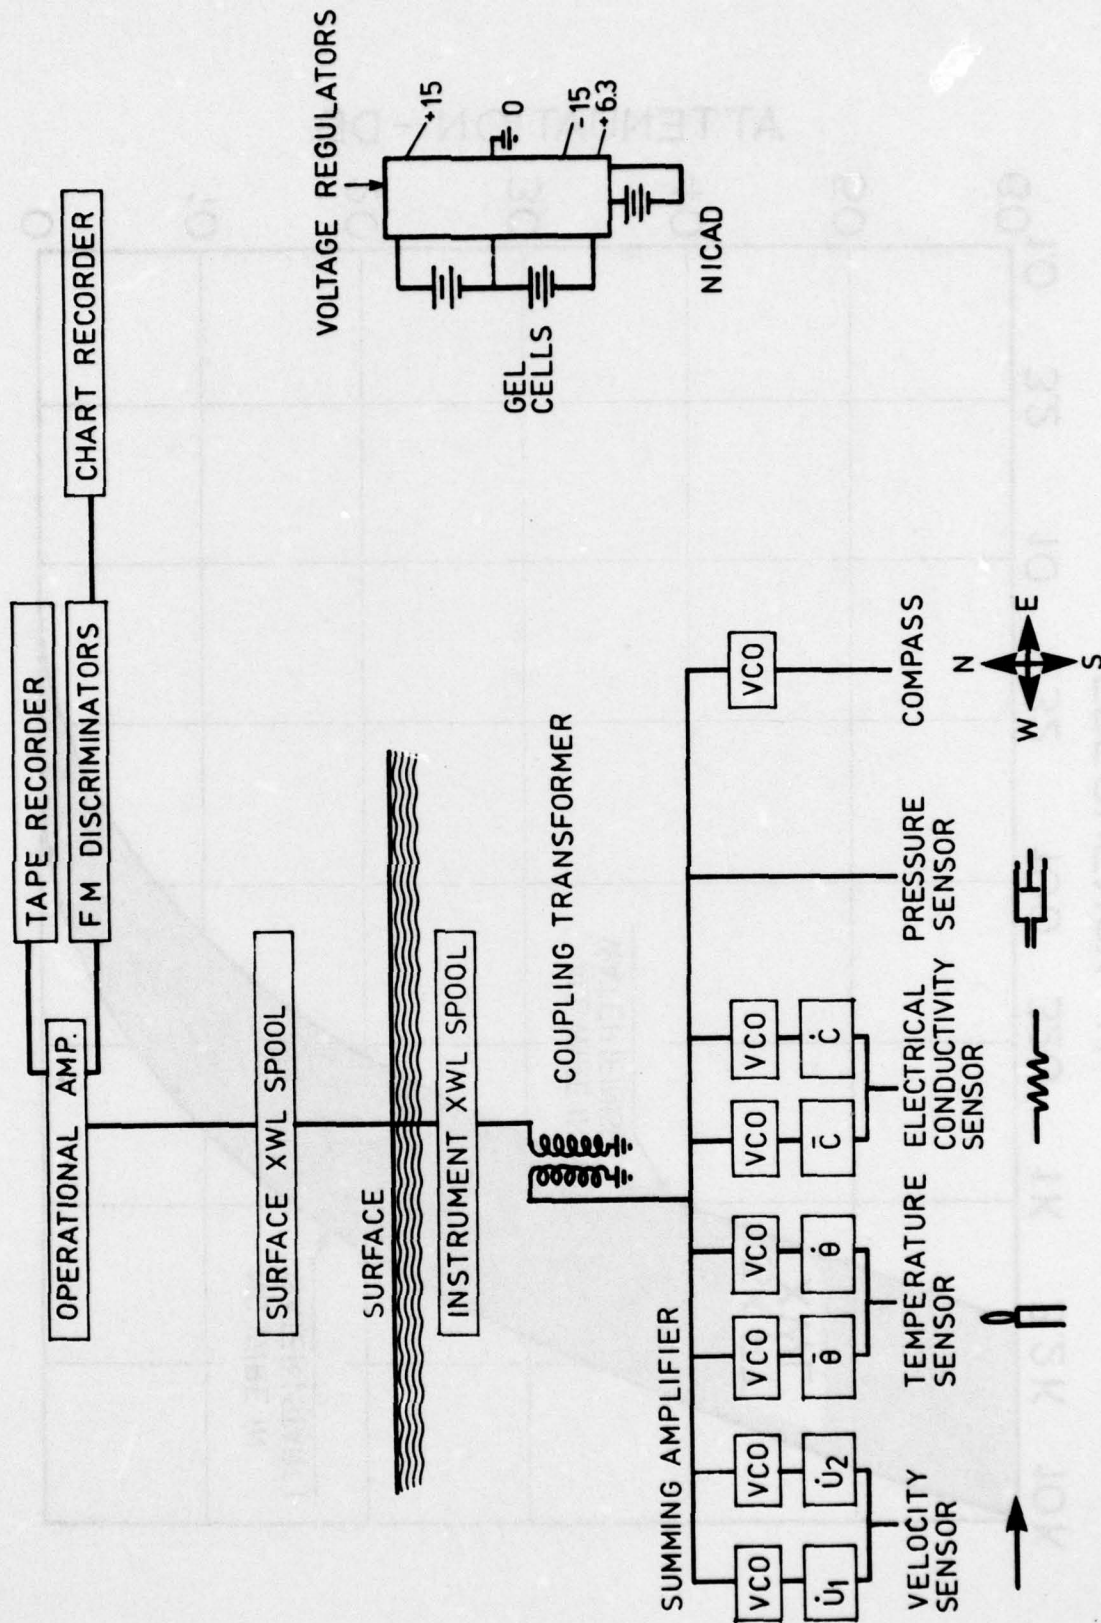 TAPE RECORDER
OPERATIONAL AMP.
F M DISCRIMINATORS
CHART RECORDER
SURFACE XWL SPOOL
SURFACE
INSTRUMENT XWL SPOOL
COUPLING TRANSFORMER
VOLTAGE REGULATORS
+15
0
-15
+6.3
GEL
CELLS
NICAD
SUMMING AMPLIFIER
VCO VCO VCO VCO VCO VCO VCO
U̇1 U̇2 θ̄ θ̇ C̄ Ċ
VELOCITY
SENSOR
TEMPERATURE
SENSOR
ELECTRICAL
CONDUCTIVITY
SENSOR
PRESSURE
SENSOR
COMPASS
N
W E
S